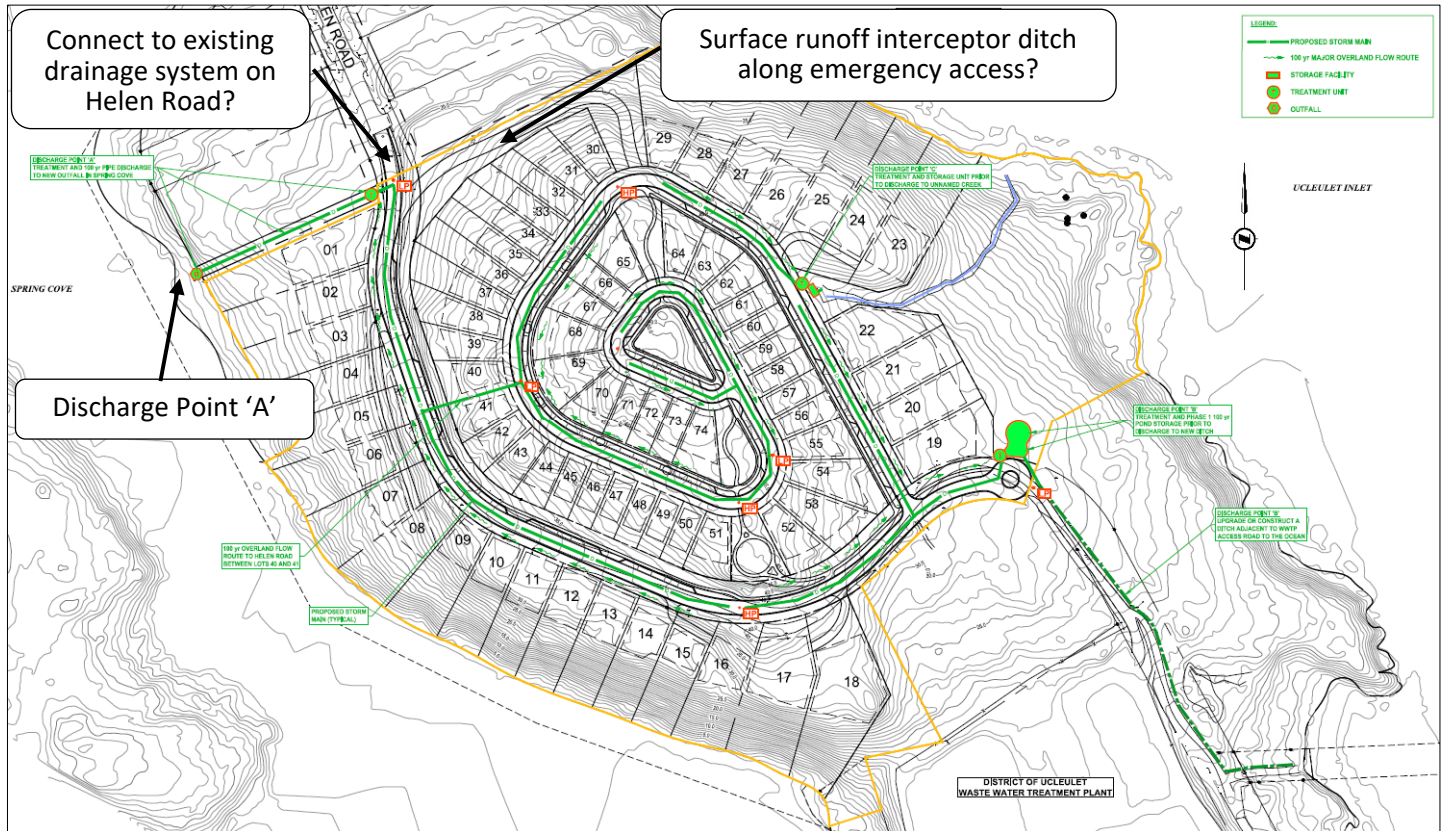 Connect to existing
drainage system on
Helen Road?
Surface runoff interceptor ditch
along emergency access?
Discharge Point ‘A’
EN ROAD
LEGEND:
PROPOSED STORM MAIN
100 yr MAJOR OVERLAND FLOW ROUTE
STORAGE FACILITY
TREATMENT UNIT
OUTFALL
DISCHARGE POINT 'A'
TREATMENT AND 100 yr PIPE DISCHARGE
TO NEW OUTFALL IN SPRING COVE
DISCHARGE POINT 'C'
TREATMENT AND STORAGE UNIT PRIOR
TO DISCHARGE TO UNNAMED CREEK
UCLEULET INLET
SPRING COVE
DISCHARGE POINT 'B'
TREATMENT AND PHASE 1 100 yr
POND STORAGE PRIOR TO
DISCHARGE TO NEW DITCH
DISCHARGE POINT 'B'
UPGRADE OR CONSTRUCT A
DITCH ADJACENT TO WWTP
ACCESS ROAD TO THE OCEAN
100 yr OVERLAND FLOW
ROUTE TO HELEN ROAD
BETWEEN LOTS 40 AND 41
PROPOSED STORM
MAIN (TYPICAL)
DISTRICT OF UCLEULET
WASTE WATER TREATMENT PLANT
LP
HP
LP
LP
HP
HP
LP
01
02
03
04
05
06
07
08
09
10
11
12
13
14
15
16
17
18
19
20
21
22
23
24
25
26
27
28
29
30
31
32
33
34
35
36
37
38
39
40
41
42
43
44
45
46
47
48
49
50
51
52
53
54
55
56
57
58
59
60
61
62
63
64
65
66
67
68
69
70
71
72
73
74